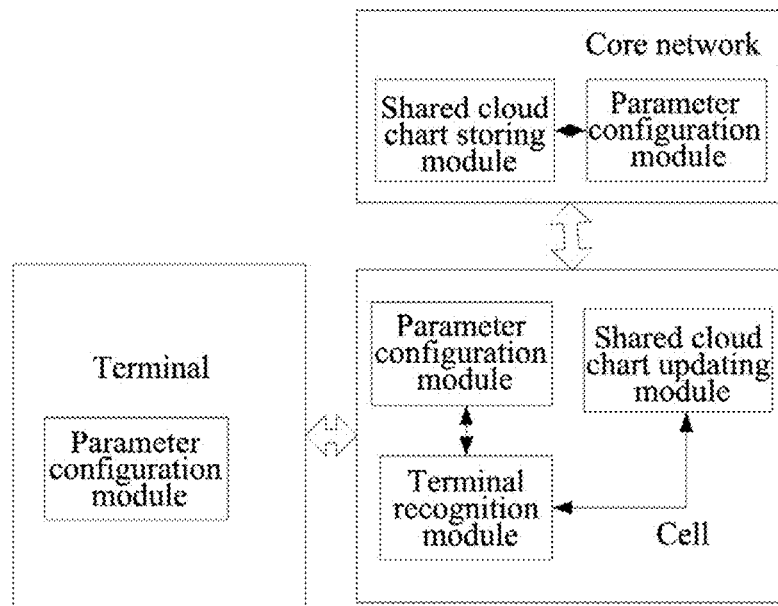 Core network
Shared cloud
chart storing
module
Parameter
configuration
module
Terminal
Parameter
configuration
module
Parameter
configuration
module
Shared cloud
chart updating
module
Terminal
recognition
module
Cell